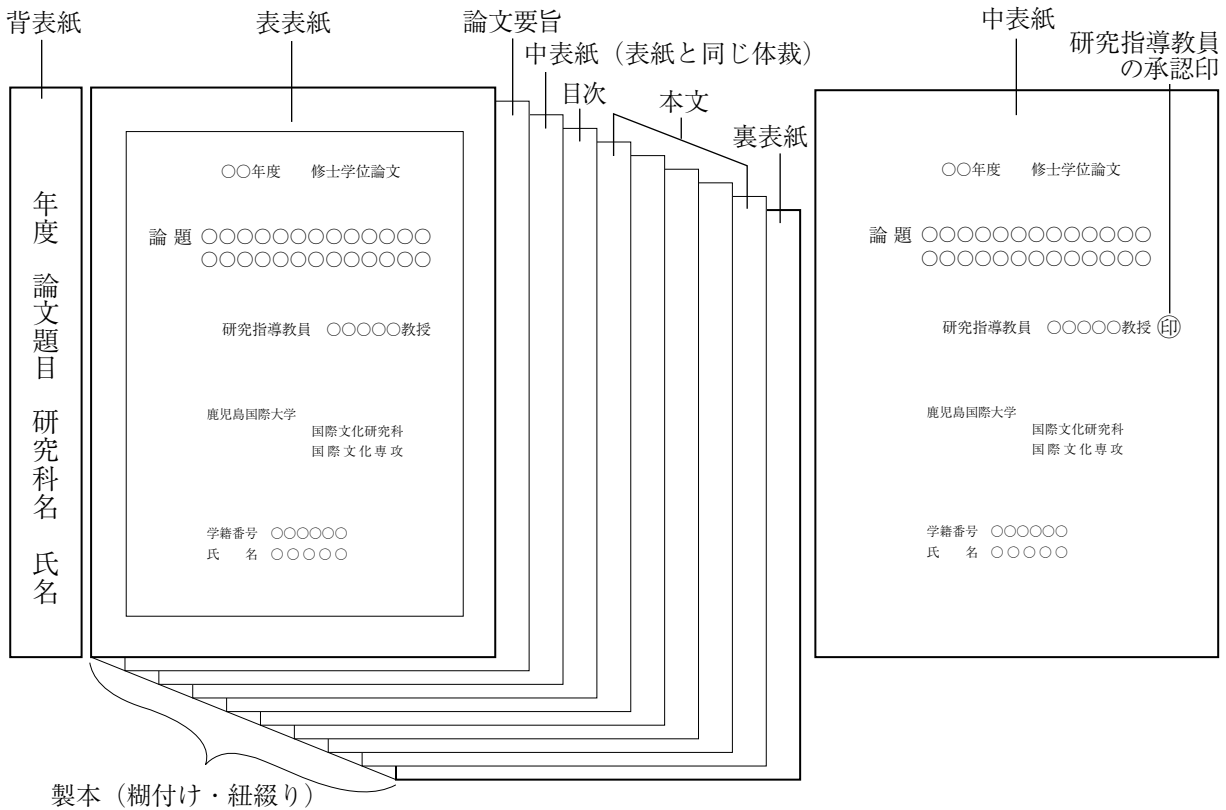 背表紙
表表紙
論文要旨
中表紙（表紙と同じ体裁）
目次
本文
裏表紙
中表紙
研究指導教員
の承認印
年度　論文題目　研究科名　氏名
○○年度　　修士学位論文
論 題 ○○○○○○○○○○○○○
○○○○○○○○○○○○○
研究指導教員　○○○○○教授
鹿児島国際大学
国際文化研究科
国際文化専攻
学籍番号　○○○○○○
氏　　名　○○○○○
製本（糊付け・紐綴り）
○○年度　　修士学位論文
論 題 ○○○○○○○○○○○○○
○○○○○○○○○○○○○
研究指導教員　○○○○○教授 ㊞
鹿児島国際大学
国際文化研究科
国際文化専攻
学籍番号　○○○○○○
氏　　名　○○○○○